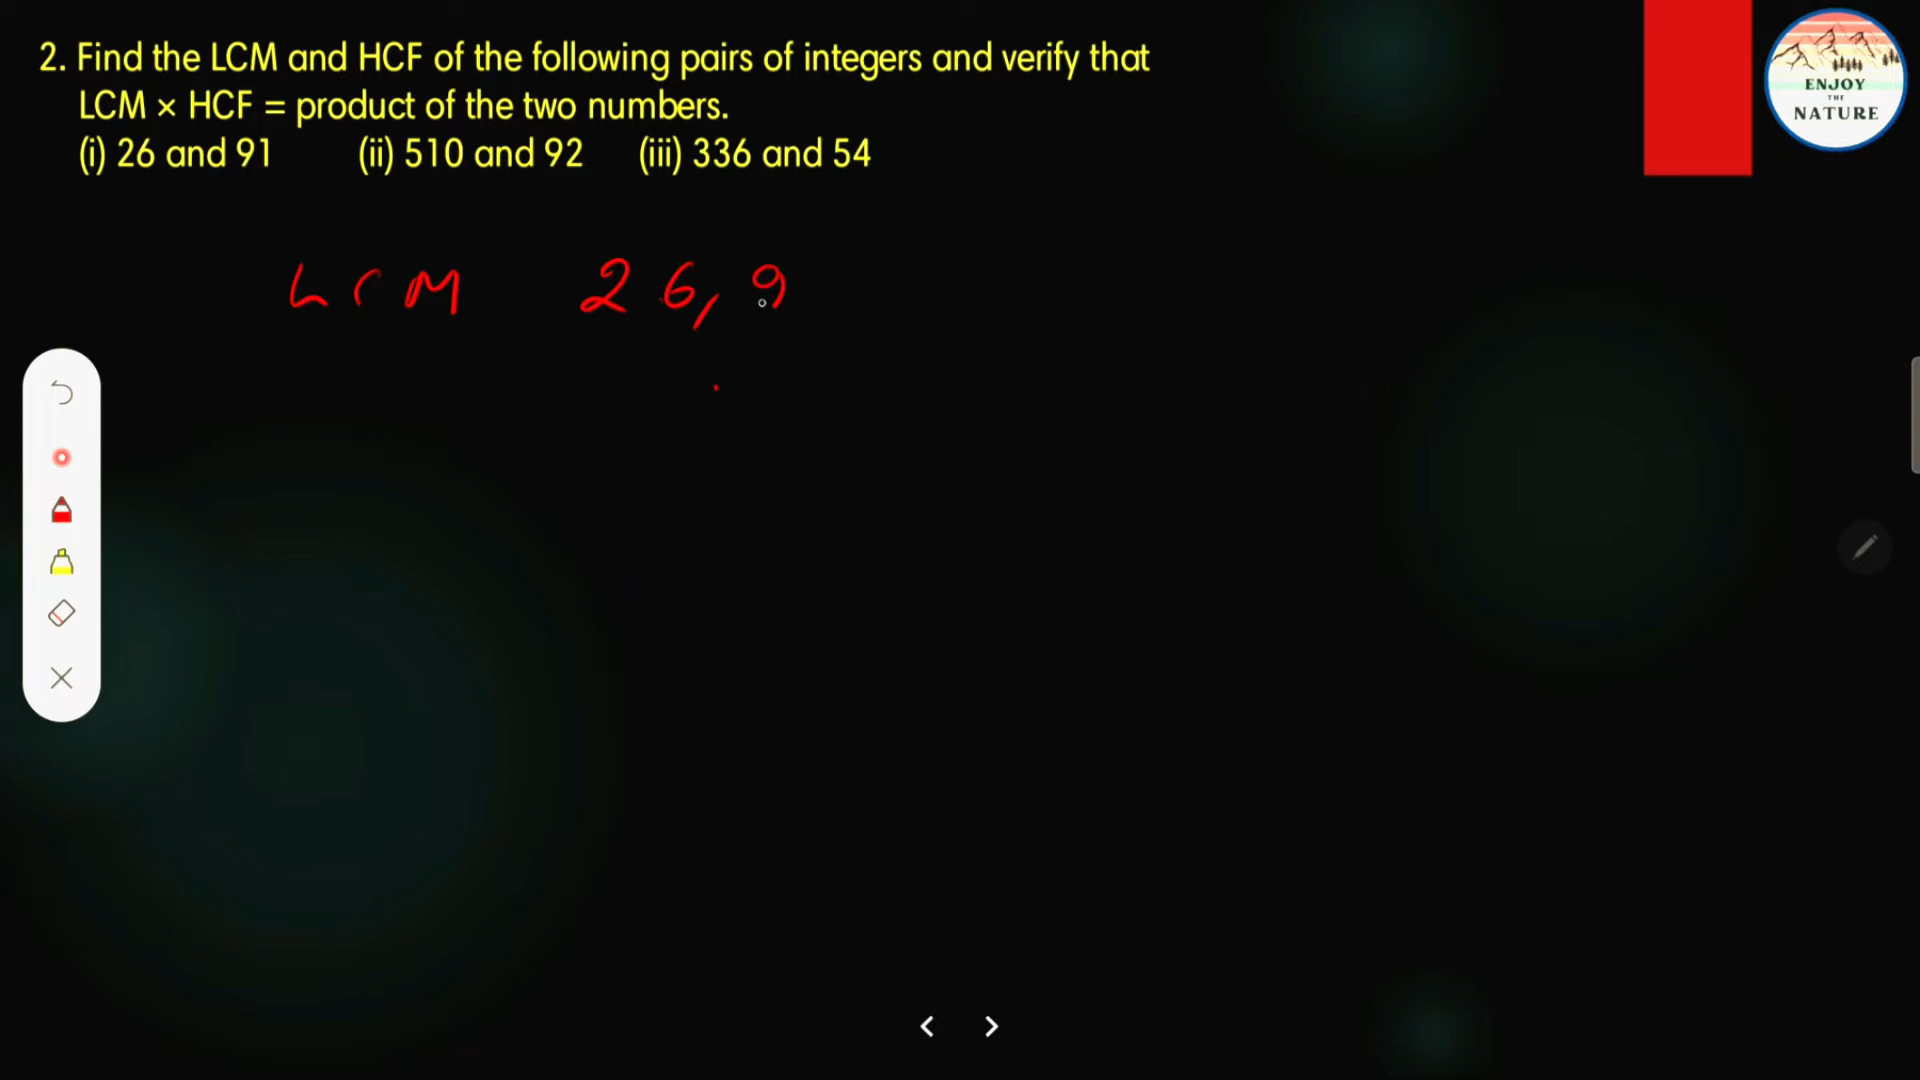 2. Find the LCM and HCF of the following pairs of integers and verify that
LCM × HCF = product of the two numbers.
(i) 26 and 91 (ii) 510 and 92 (iii) 336 and 54
ENJOY
THE
NATURE
LCM 26, 9